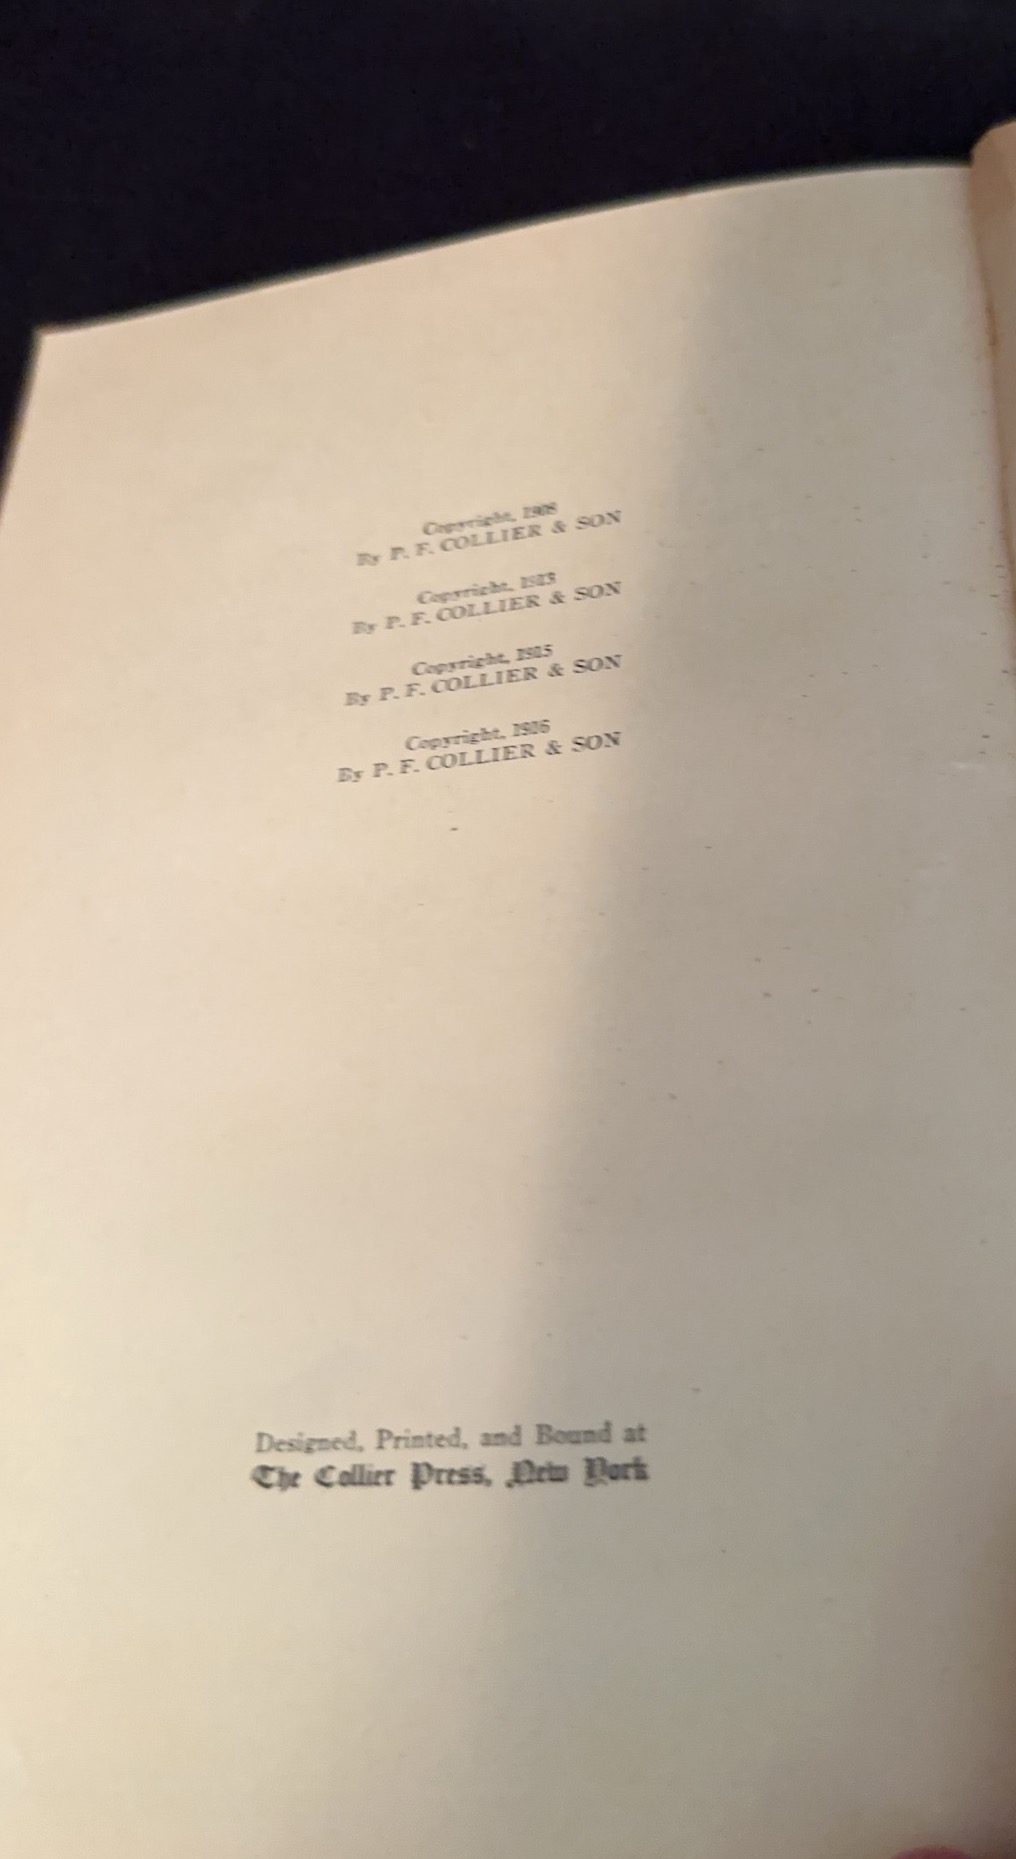 Copyright, 1908
By P. F. COLLIER & SON
Copyright, 1913
By P. F. COLLIER & SON
Copyright, 1915
By P. F. COLLIER & SON
Copyright, 1916
By P. F. COLLIER & SON
Designed, Printed, and Bound at
The Collier Press, New York